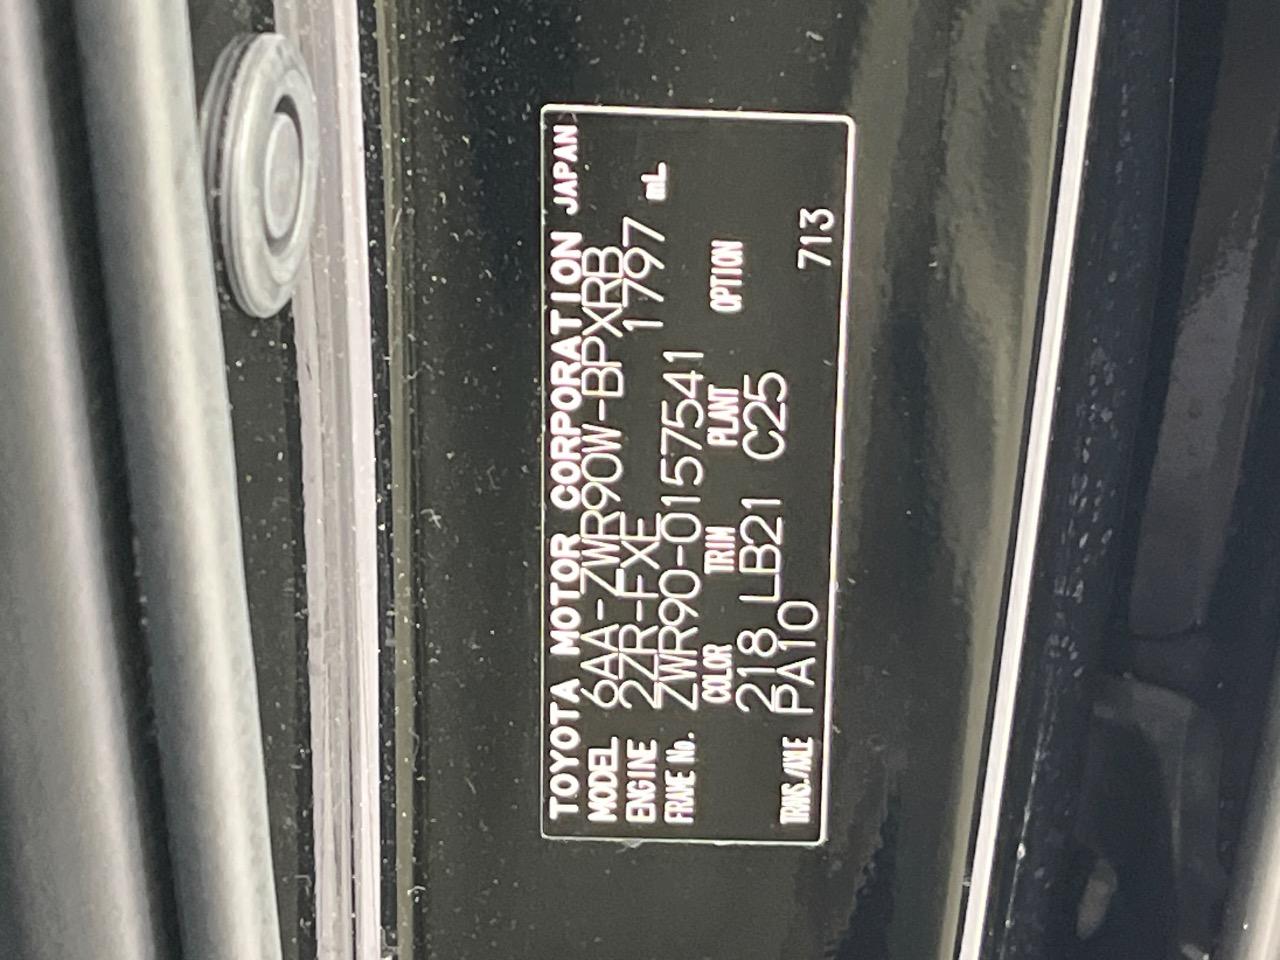 TOYOTA MOTOR CORPORATION JAPAN
MODEL 6AA-ZWR90W-BPXRB
ENGINE 2ZR-FXE 1797 mL
FRAME No. ZWR90-0157541
COLOR TRIM PLANT OPTION
218 LB21 C25
TRANS./AXLE PA10 713